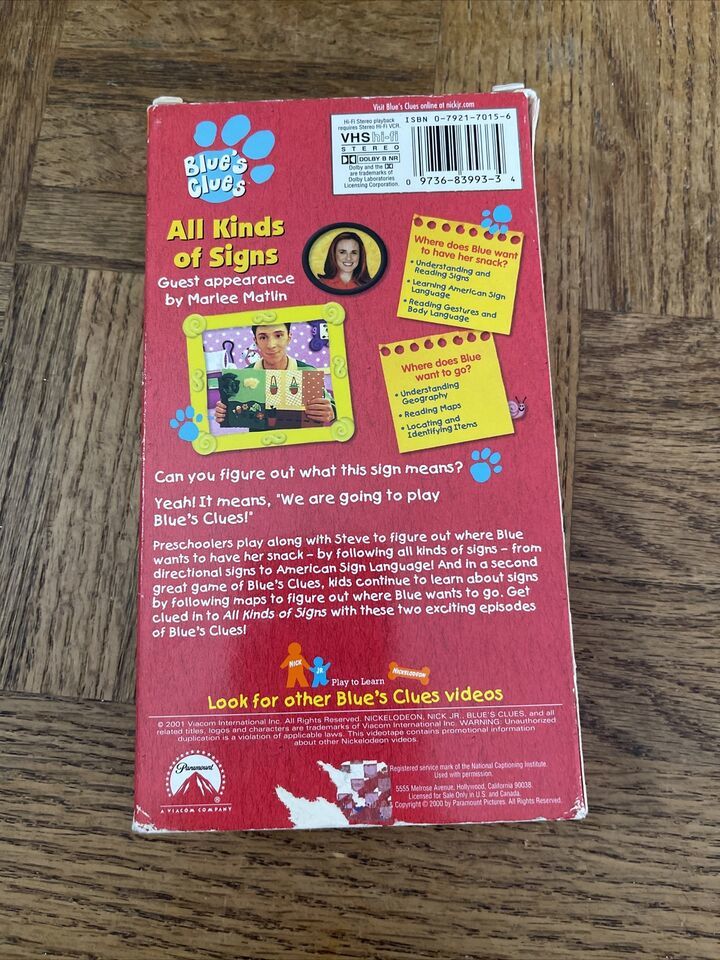 Visit Blue's Clues online at nickjr.com
Hi-Fi Stereo playback
requires Stereo Hi-Fi VCR.
VHS hi-fi
STEREO
DOLBY B NR
Dolby and the
are trademarks of
Dolby Laboratories
Licensing Corporation.
ISBN 0-7921-7015-6
0 9736-83993-3 4
Blue's
Clues
All Kinds
of Signs
Guest appearance
by Marlee Matlin
Where does Blue want
to have her snack?
• Understanding and
Reading Signs
• Learning American Sign
Language
• Reading Gestures and
Body Language
Where does Blue
want to go?
• Understanding
Geography
• Reading Maps
• Locating and
Identifying Items
Can you figure out what this sign means?
Yeah! It means, "We are going to play
Blue's Clues!"
Preschoolers play along with Steve to figure out where Blue
wants to have her snack – by following all kinds of signs – from
directional signs to American Sign Language! And in a second
great game of Blue's Clues, kids continue to learn about signs
by following maps to figure out where Blue wants to go. Get
clued in to All Kinds of Signs with these two exciting episodes
of Blue's Clues!
NICK JR. Play to Learn NICKELODEON
Look for other Blue's Clues videos
© 2001 Viacom International Inc. All Rights Reserved. NICKELODEON, NICK JR., BLUE'S CLUES, and all
related titles, logos and characters are trademarks of Viacom International Inc. WARNING: Unauthorized
duplication is a violation of applicable laws. This videotape contains promotional information
about other Nickelodeon videos.
Paramount
®
A VIACOM COMPANY
Registered service mark of the National Captioning Institute.
Used with permission.
5555 Melrose Avenue, Hollywood, California 90038.
Licensed for Sale Only in U.S. and Canada.
Copyright © 2000 by Paramount Pictures. All Rights Reserved.